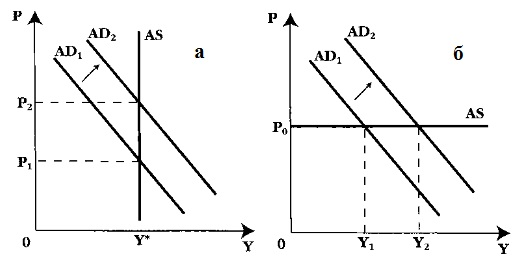 P
AD₁
AD₂
AS
а
P₂
P₁
0
Y*
Y
P
AD₁
AD₂
б
AS
P₀
0
Y₁
Y₂
Y